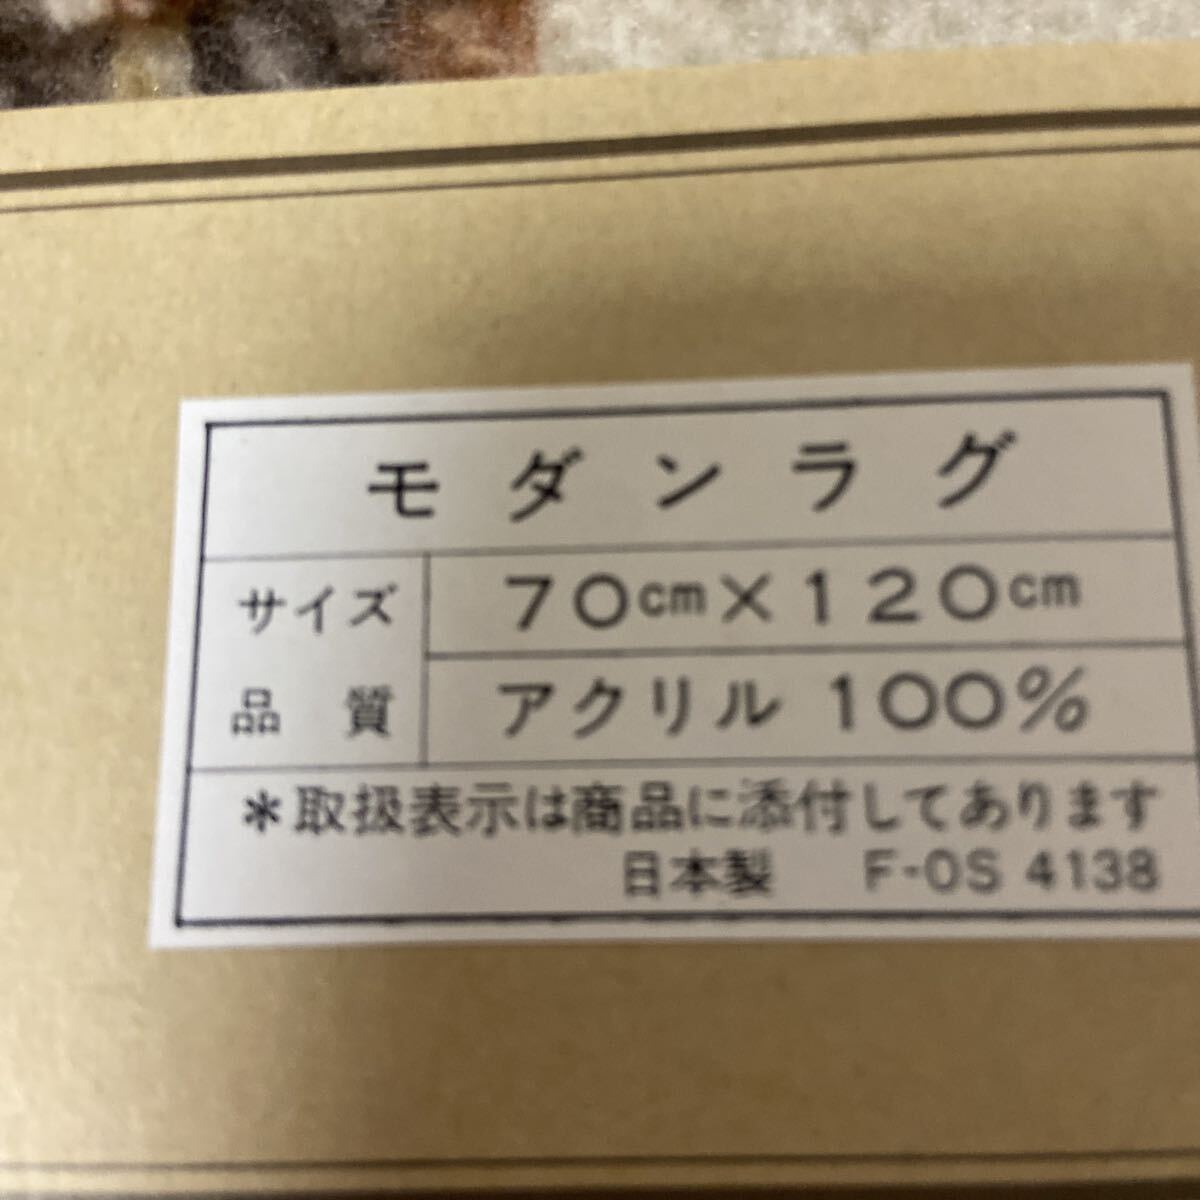 モダンラグ
サイズ 70cm×120cm
品質 アクリル 100%
*取扱表示は商品に添付してあります
日本製 F-OS 4138